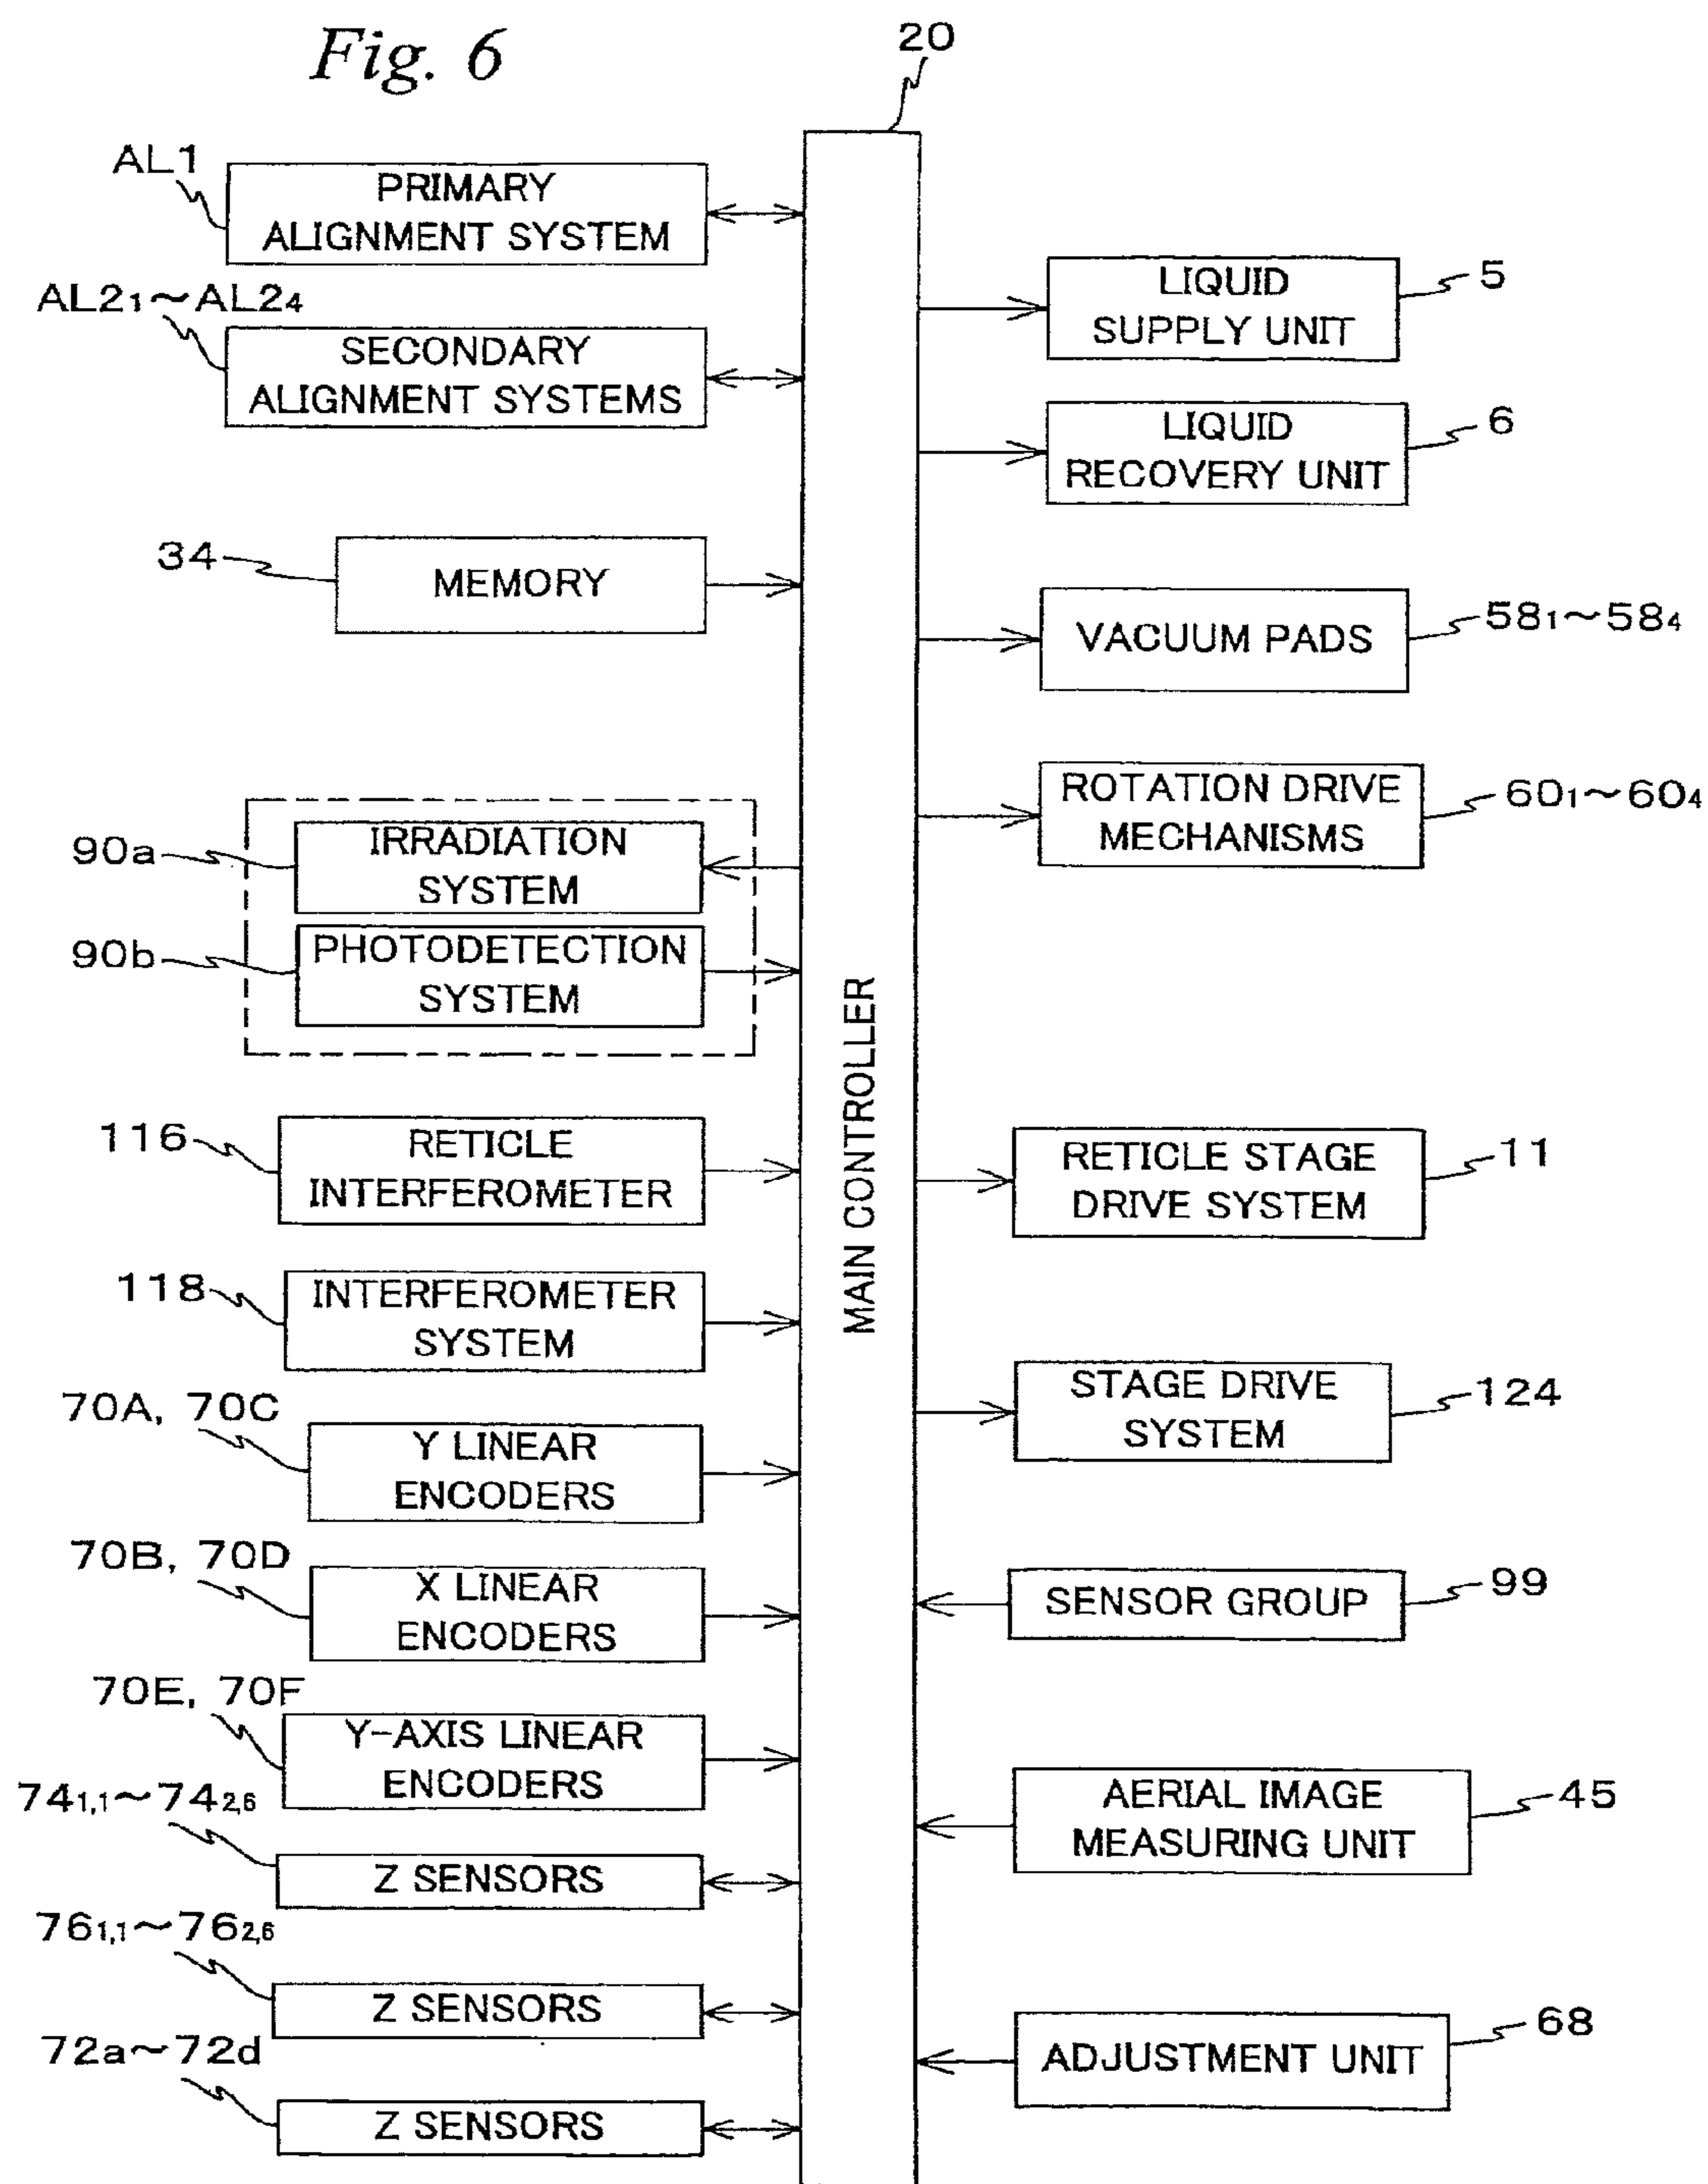 Fig. 6
20
AL1
PRIMARY
ALIGNMENT SYSTEM
AL21~AL24
SECONDARY
ALIGNMENT SYSTEMS
34
MEMORY
90a
IRRADIATION
SYSTEM
90b
PHOTODETECTION
SYSTEM
116
RETICLE
INTERFEROMETER
118
INTERFEROMETER
SYSTEM
70A, 70C
Y LINEAR
ENCODERS
70B, 70D
X LINEAR
ENCODERS
70E, 70F
Y-AXIS LINEAR
ENCODERS
741,1~742,6
Z SENSORS
761,1~762,6
Z SENSORS
72a~72d
Z SENSORS
MAIN CONTROLLER
LIQUID
SUPPLY UNIT
5
LIQUID
RECOVERY UNIT
6
VACUUM PADS
581~584
ROTATION DRIVE
MECHANISMS
601~604
RETICLE STAGE
DRIVE SYSTEM
11
STAGE DRIVE
SYSTEM
124
SENSOR GROUP
99
AERIAL IMAGE
MEASURING UNIT
45
ADJUSTMENT UNIT
68